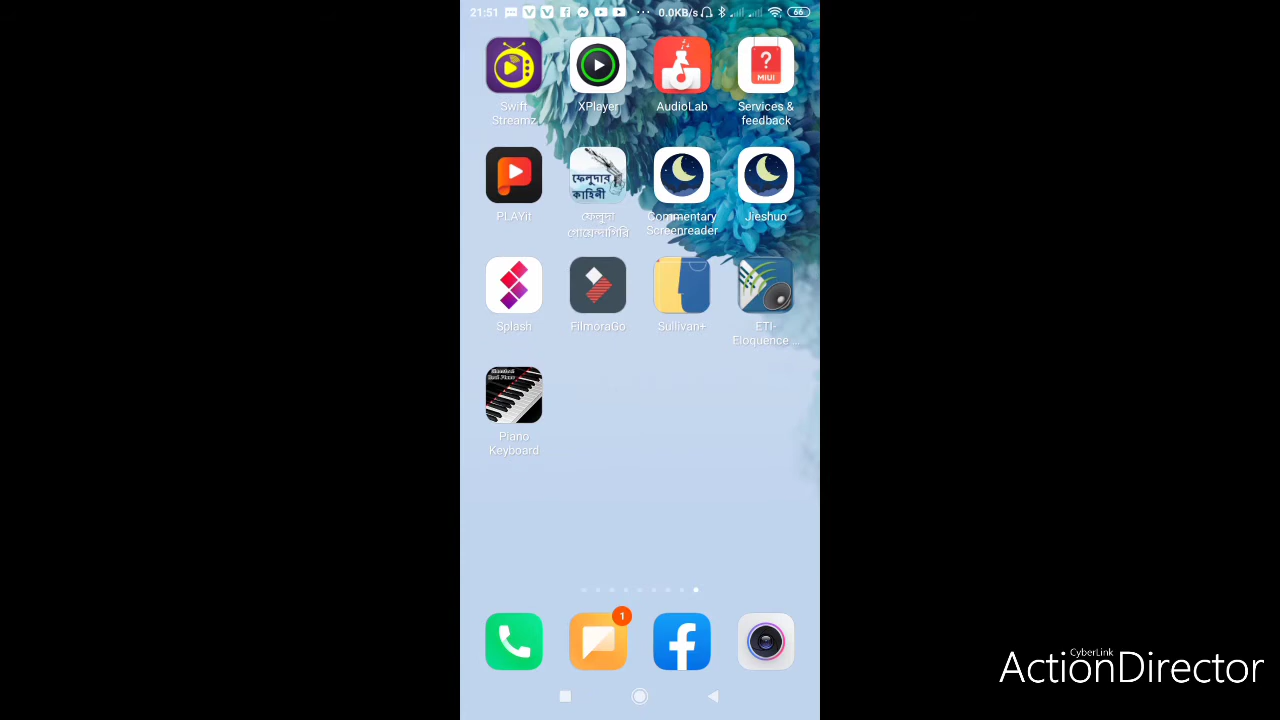 21:51
0.0KB/s
66
Swift Streamz
XPlayer
AudioLab
?
MIUI
Services &
feedback
PLAYit
ফেলুদার
কাহিনী
ফেলুদা
গোয়েন্দাগিরি
Commentary
Screenreader
Jieshuo
Splash
FilmoraGo
Sullivan+
ETI-
Eloquence ...
Piano
Keyboard
1
CyberLink
ActionDirector